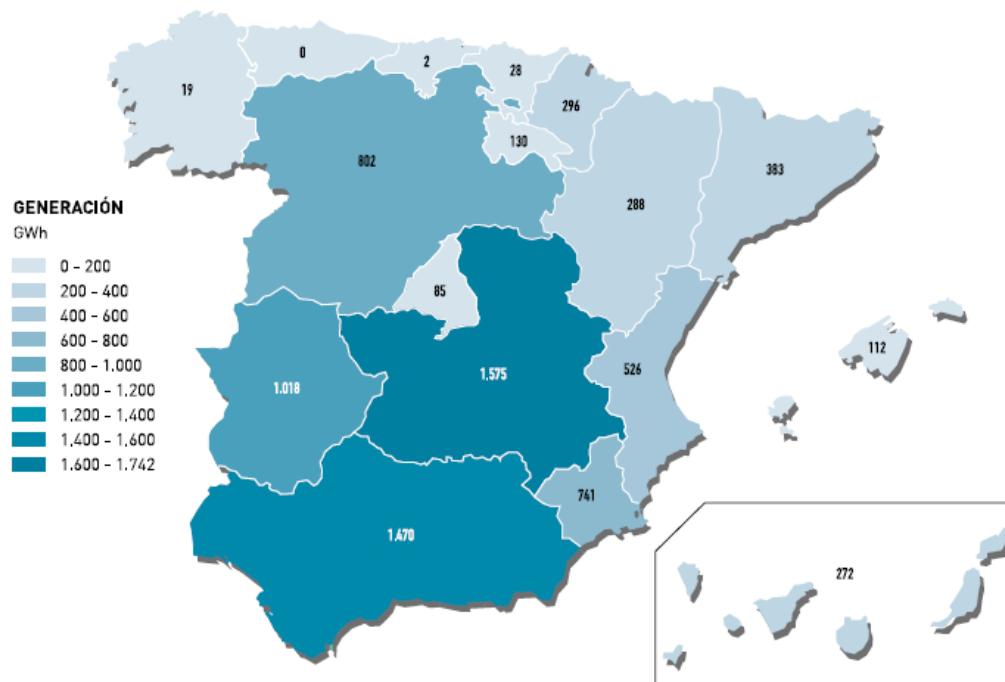 0
2
28
19
296
130
802
383
288
GENERACIÓN
GWh
0 – 200
200 – 400
400 – 600
600 – 800
800 – 1.000
1.000 – 1.200
1.200 – 1.400
1.400 – 1.600
1.600 – 1.742
85
112
526
1.018
1.575
741
1.470
272